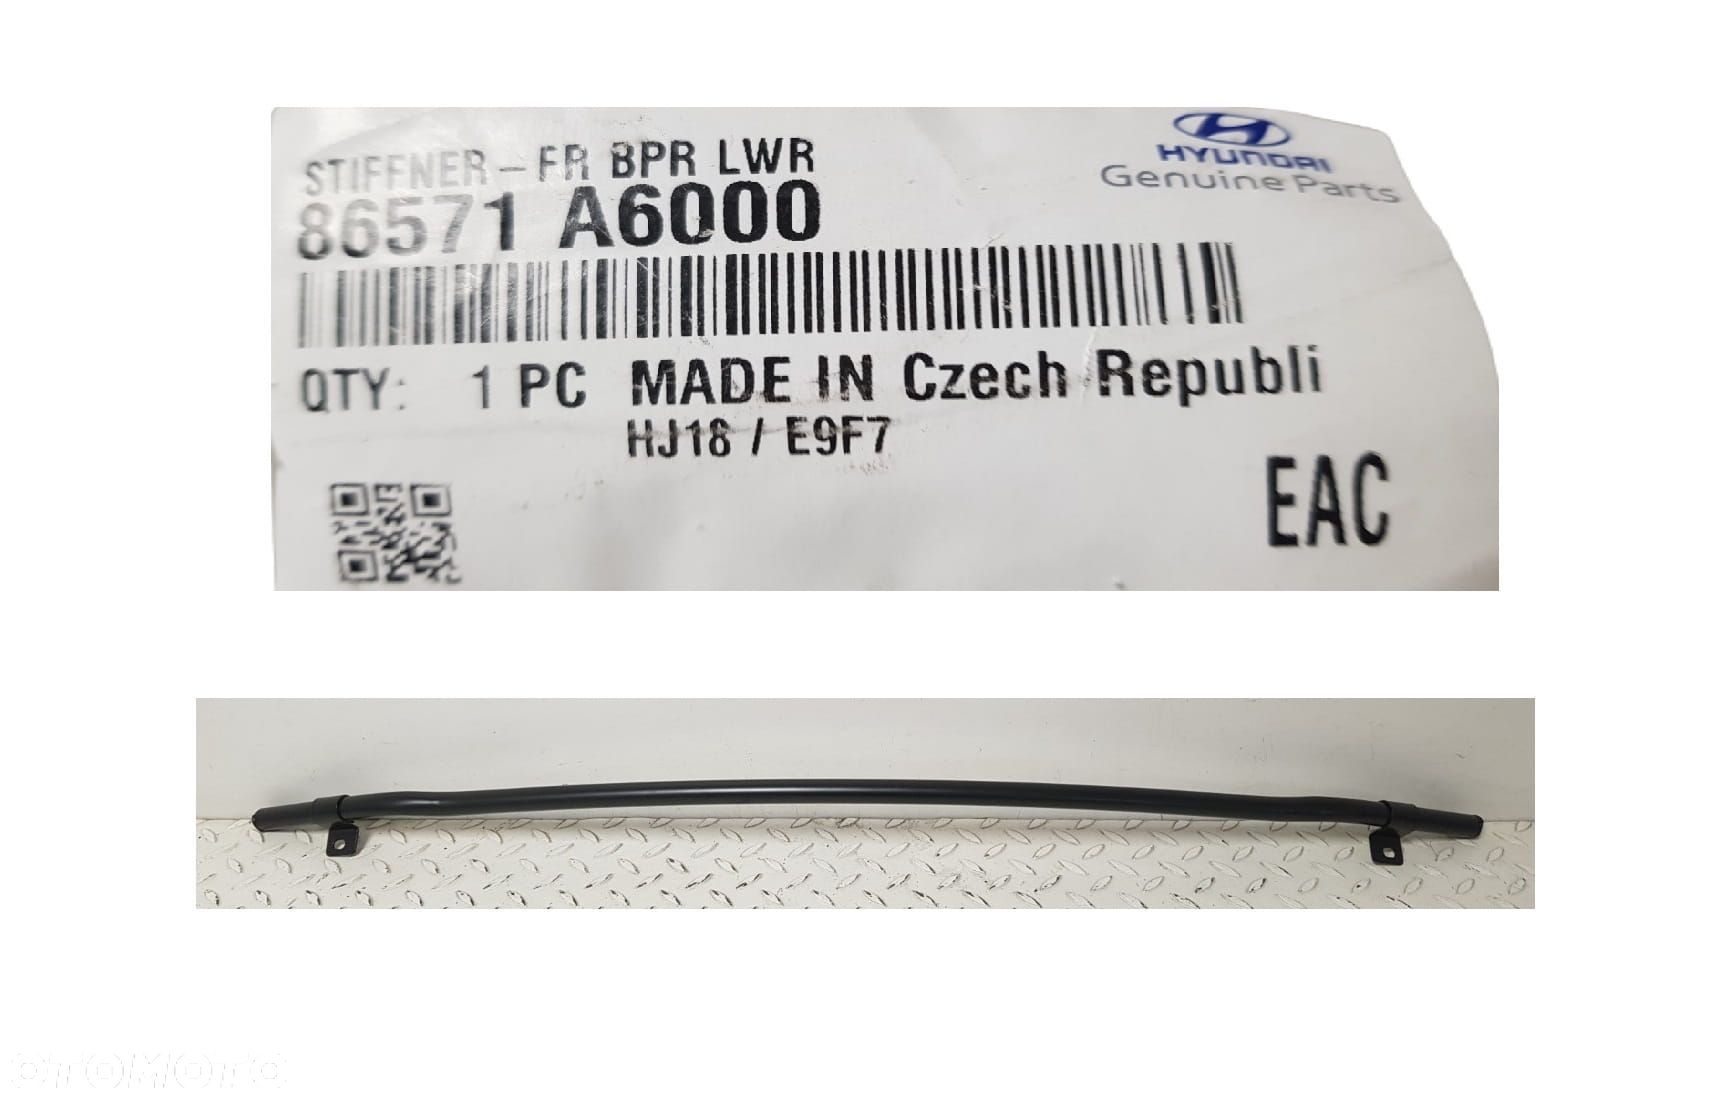 STIFFNER-FR BPR LWR
HYUNDAI
Genuine Parts
86571 A6000
QTY: 1 PC MADE IN Czech Republi
HJ18 / E9F7
EAC
OTOMOTO